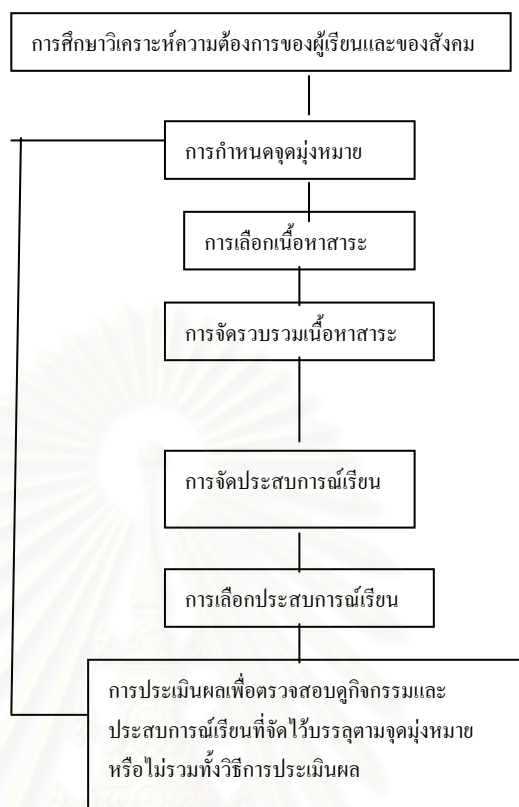 การศึกษาวิเคราะห์ความต้องการของผู้เรียนและของสังคม
การกำหนดจุดมุ่งหมาย
การเลือกเนื้อหาสาระ
การจัดรวบรวมเนื้อหาสาระ
การจัดประสบการณ์เรียน
การเลือกประสบการณ์เรียน
การประเมินผลเพื่อตรวจสอบดูกิจกรรมและ
ประสบการณ์เรียนที่จัดไว้บรรลุตามจุดมุ่งหมาย
หรือไม่รวมทั้งวิธีการประเมินผล